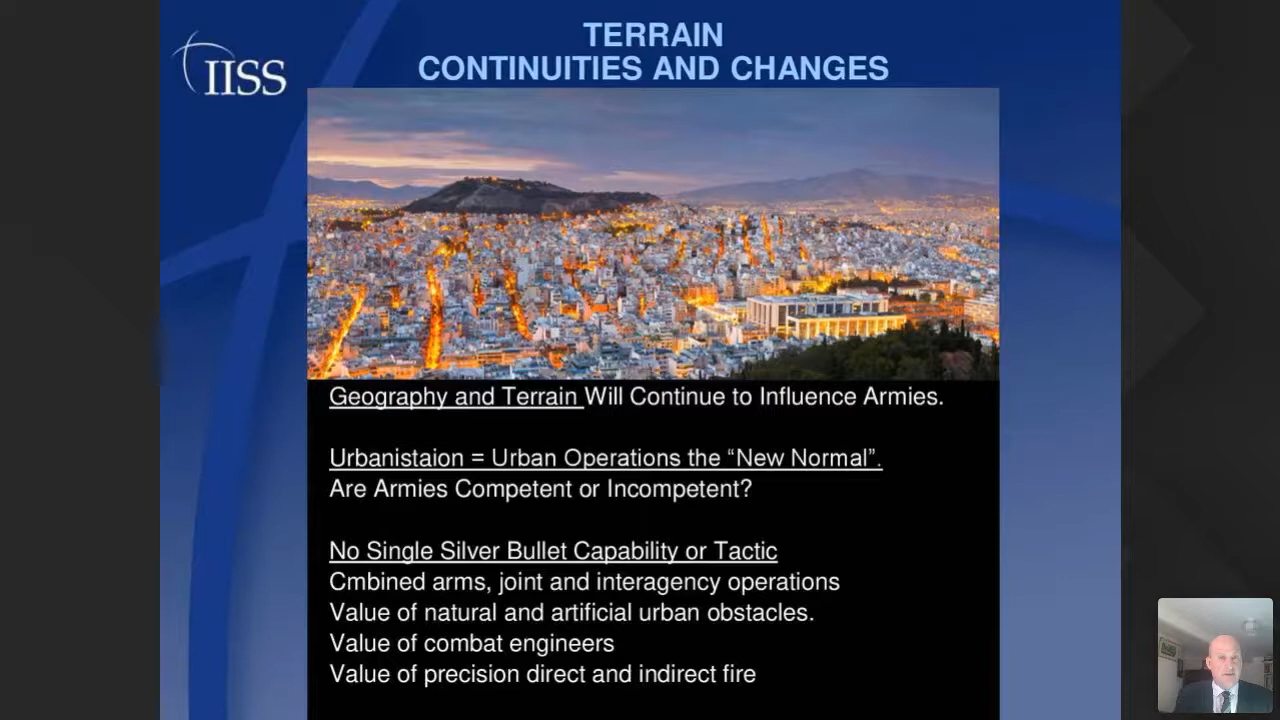 IISS
TERRAIN
CONTINUITIES AND CHANGES
Geography and Terrain Will Continue to Influence Armies.
Urbanistaion = Urban Operations the “New Normal”.
Are Armies Competent or Incompetent?
No Single Silver Bullet Capability or Tactic
Cmbined arms, joint and interagency operations
Value of natural and artificial urban obstacles.
Value of combat engineers
Value of precision direct and indirect fire